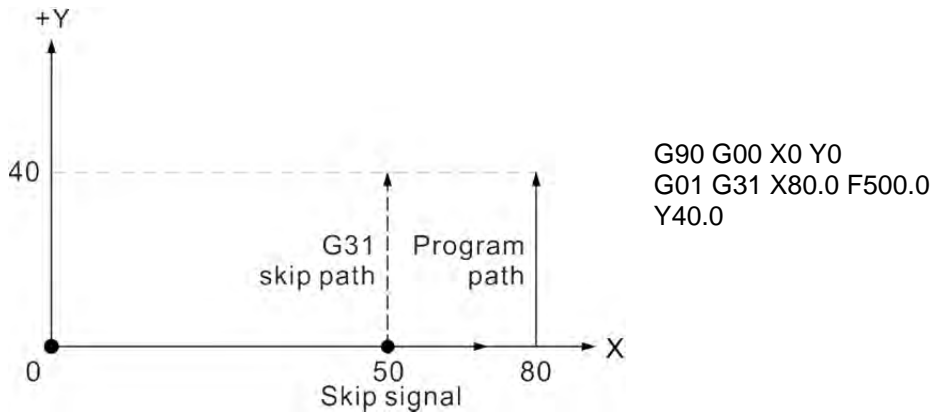 +Y
40
G31
skip path
Program
path
X
0
50
80
Skip signal
G90 G00 X0 Y0
G01 G31 X80.0 F500.0
Y40.0